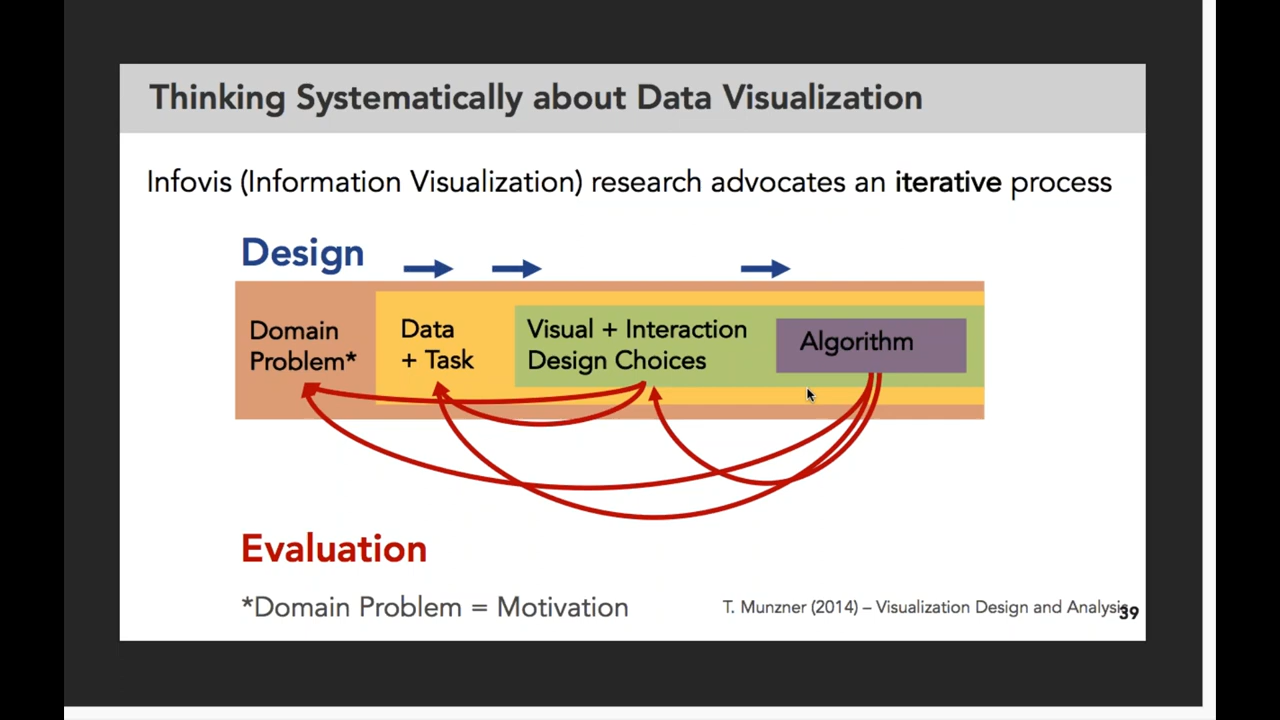 Thinking Systematically about Data Visualization
Infovis (Information Visualization) research advocates an iterative process
Design
Domain
Problem*
Data
+ Task
Visual + Interaction
Design Choices
Algorithm
Evaluation
*Domain Problem = Motivation
T. Munzner (2014) – Visualization Design and Analysis
39